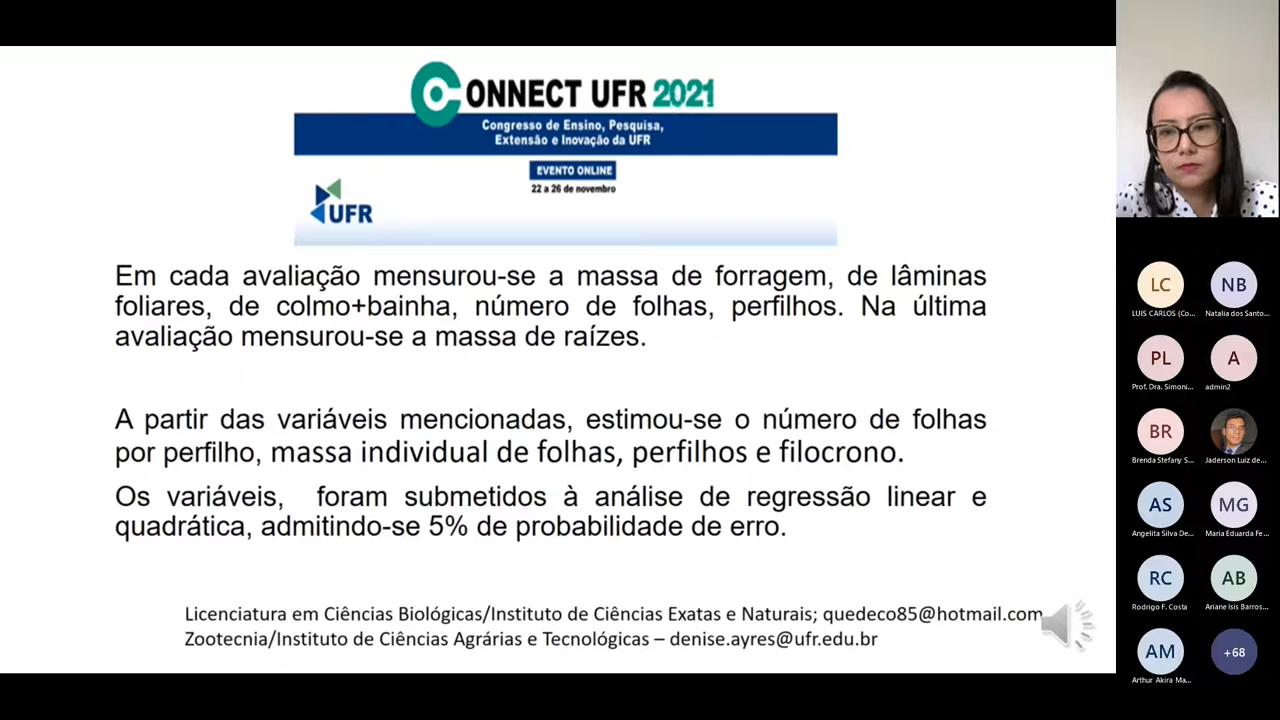 CONNECT UFR 2021
Congresso de Ensino, Pesquisa,
Extensão e Inovação da UFR
EVENTO ONLINE
22 a 26 de novembro
UFR
Em cada avaliação mensurou-se a massa de forragem, de lâminas
foliares, de colmo+bainha, número de folhas, perfilhos. Na última
avaliação mensurou-se a massa de raízes.
A partir das variáveis mencionadas, estimou-se o número de folhas
por perfilho, massa individual de folhas, perfilhos e filocrono.
Os variáveis, foram submetidos à análise de regressão linear e
quadrática, admitindo-se 5% de probabilidade de erro.
Licenciatura em Ciências Biológicas/Instituto de Ciências Exatas e Naturais; quedeco85@hotmail.com
Zootecnia/Instituto de Ciências Agrárias e Tecnológicas – denise.ayres@ufr.edu.br
LC
LUIS CARLOS (Co...
NB
Natalia dos Santo...
PL
Prof. Dra. Simoni...
A
admin2
BR
Brenda Stefany S...
Jaderson Luiz de...
AS
Angelita Silva De...
MG
Maria Eduarda Fe...
RC
Rodrigo F. Costa
AB
Ariane Isis Barros...
AM
Arthur Akira Ma...
+68